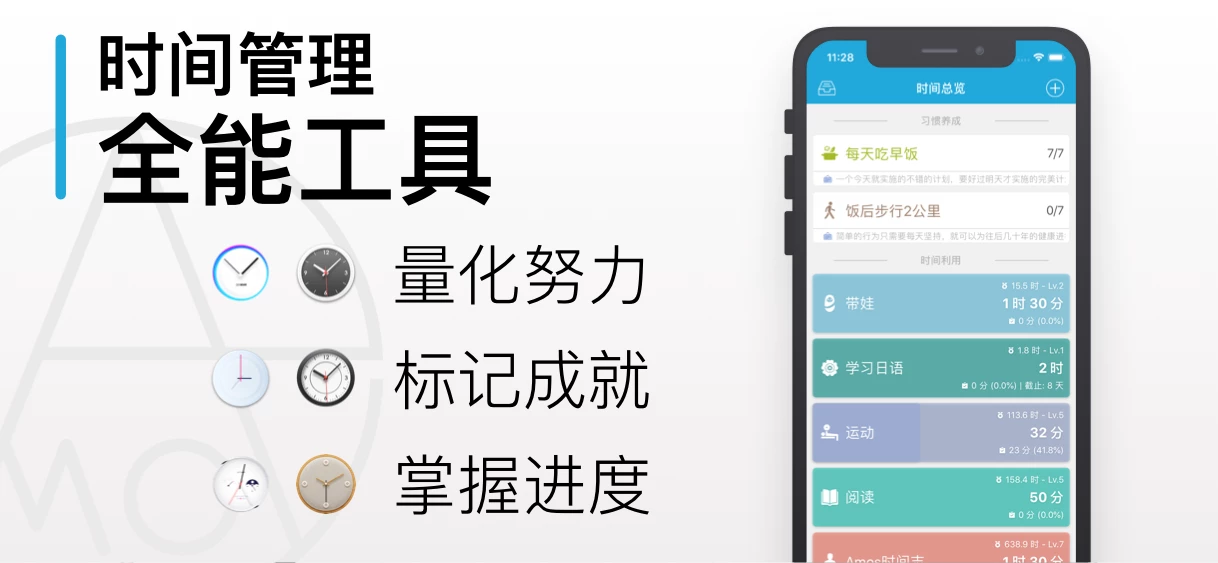 时间管理
全能工具
量化努力
标记成就
掌握进度
11:28
时间总览
习惯养成
每天吃早饭
7/7
一个今天就实施的不错的计划，要好过明天才实施的完美计
饭后步行2公里
0/7
简单的行为只需要每天坚持，就可以为往后几十年的健康进
时间利用
15.5 时 - Lv.2
带娃
1 时 30 分
0 分 (0.0%)
1.8 时 - Lv.1
学习日语
2 时
0 分 (0.0%) | 截止: 8 天
113.6 时 - Lv.5
运动
32 分
23 分 (41.8%)
158.4 时 - Lv.5
阅读
50 分
0 分 (0.0%)
638.9 时 - Lv.7
Amos时间志
1 时 30 分